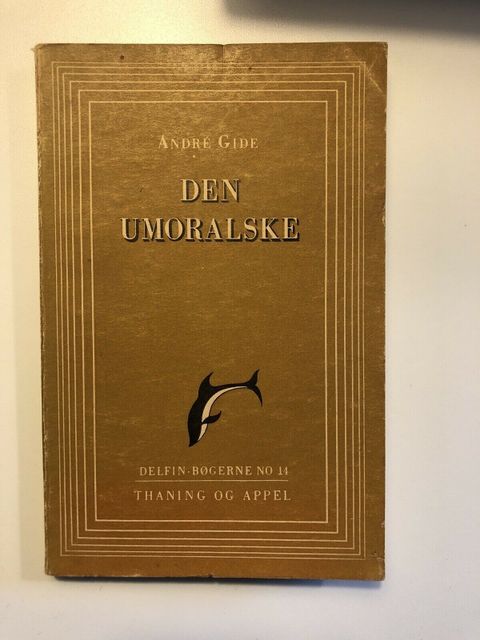 ANDRÉ GIDE
DEN
UMORALSKE
DELFIN-BØGERNE NO 14
THANING OG APPEL